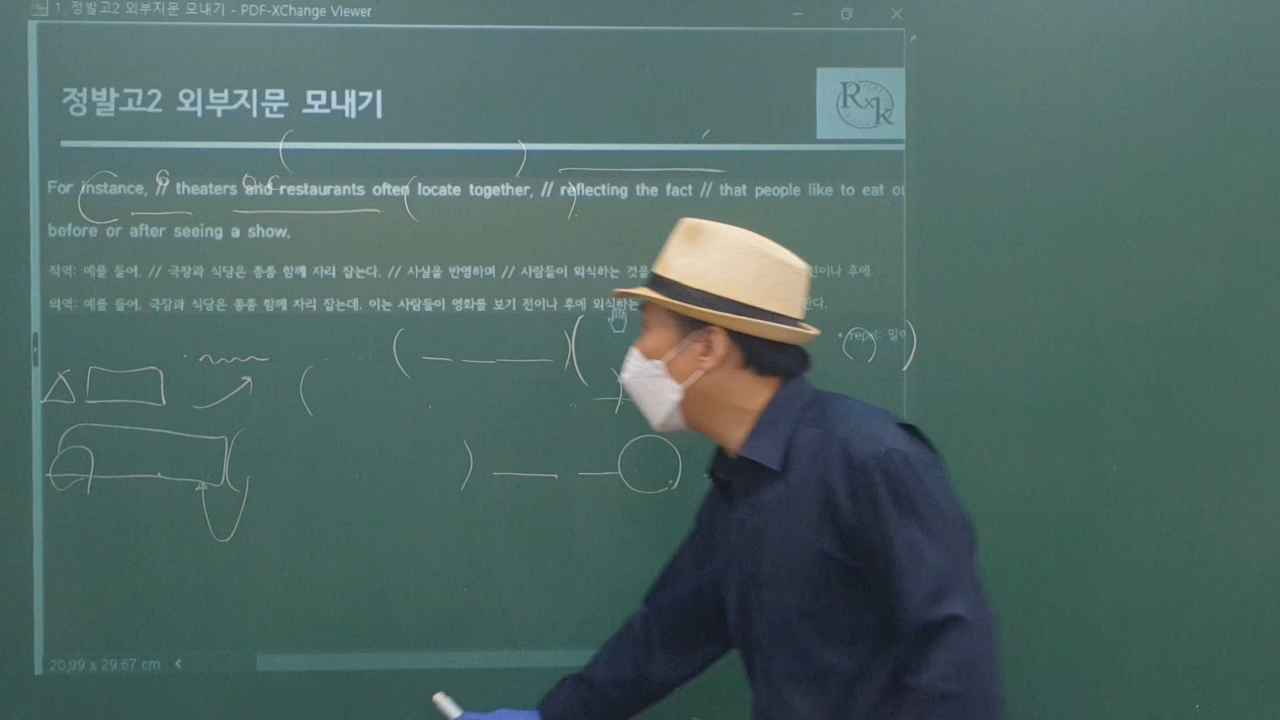 1. 정발고2 외부지문 모내기 - PDF-XChange Viewer
정발고2 외부지문 모내기
RxK
For instance, // theaters and restaurants often locate together, // reflecting the fact // that people like to eat
before or after seeing a show.
직역: 예를 들어, // 극장과 식당은 종종 함께 자리 잡는다. // 사실을 반영하며 // 사람들이 외식하는 것을 이나 후에.
의역: 예를 들어, 극장과 식당은 종종 함께 자리 잡는데, 이는 사람들이 영화를 보기 전이나 후에 외식하는
20.99 x 29.67 cm